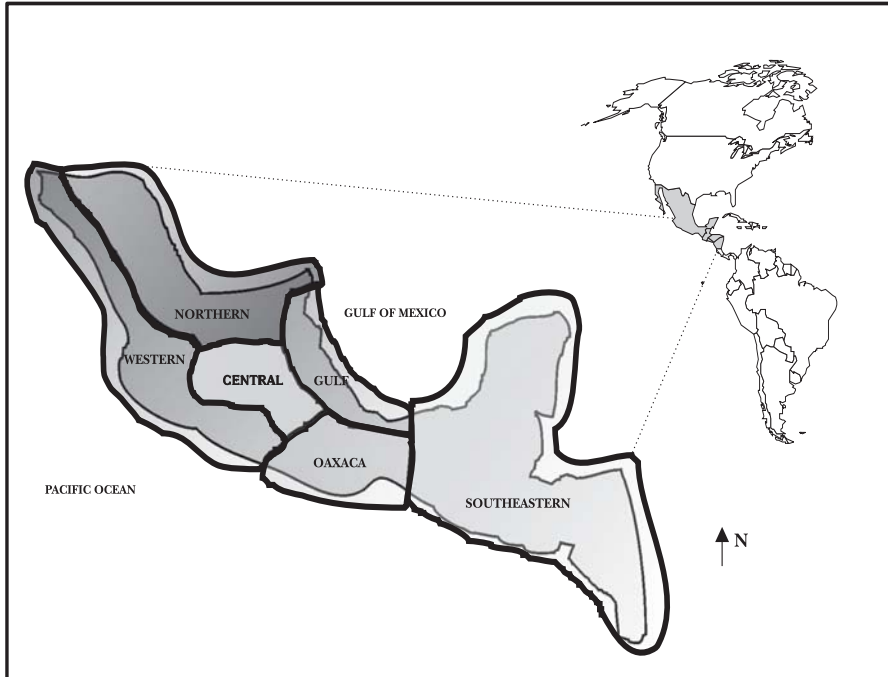 NORTHERN
GULF OF MEXICO
WESTERN
CENTRAL
GULF
OAXACA
PACIFIC OCEAN
SOUTHEASTERN
N